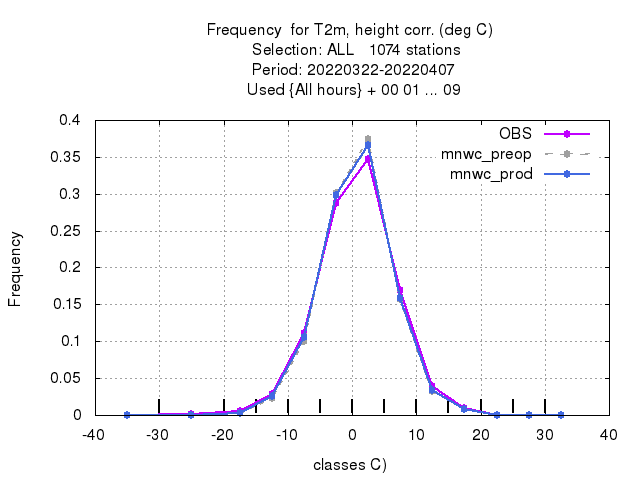 Frequency  for T2m, height corr. (deg C)
Selection: ALL   1074 stations
Period: 20220322-20220407
Used {All hours} + 00 01 ... 09
OBS
mnwc_preop
mnwc_prod
0.4
0.35
0.3
0.25
0.2
0.15
0.1
0.05
0
Frequency
-40 -30 -20 -10 0 10 20 30 40
classes C)